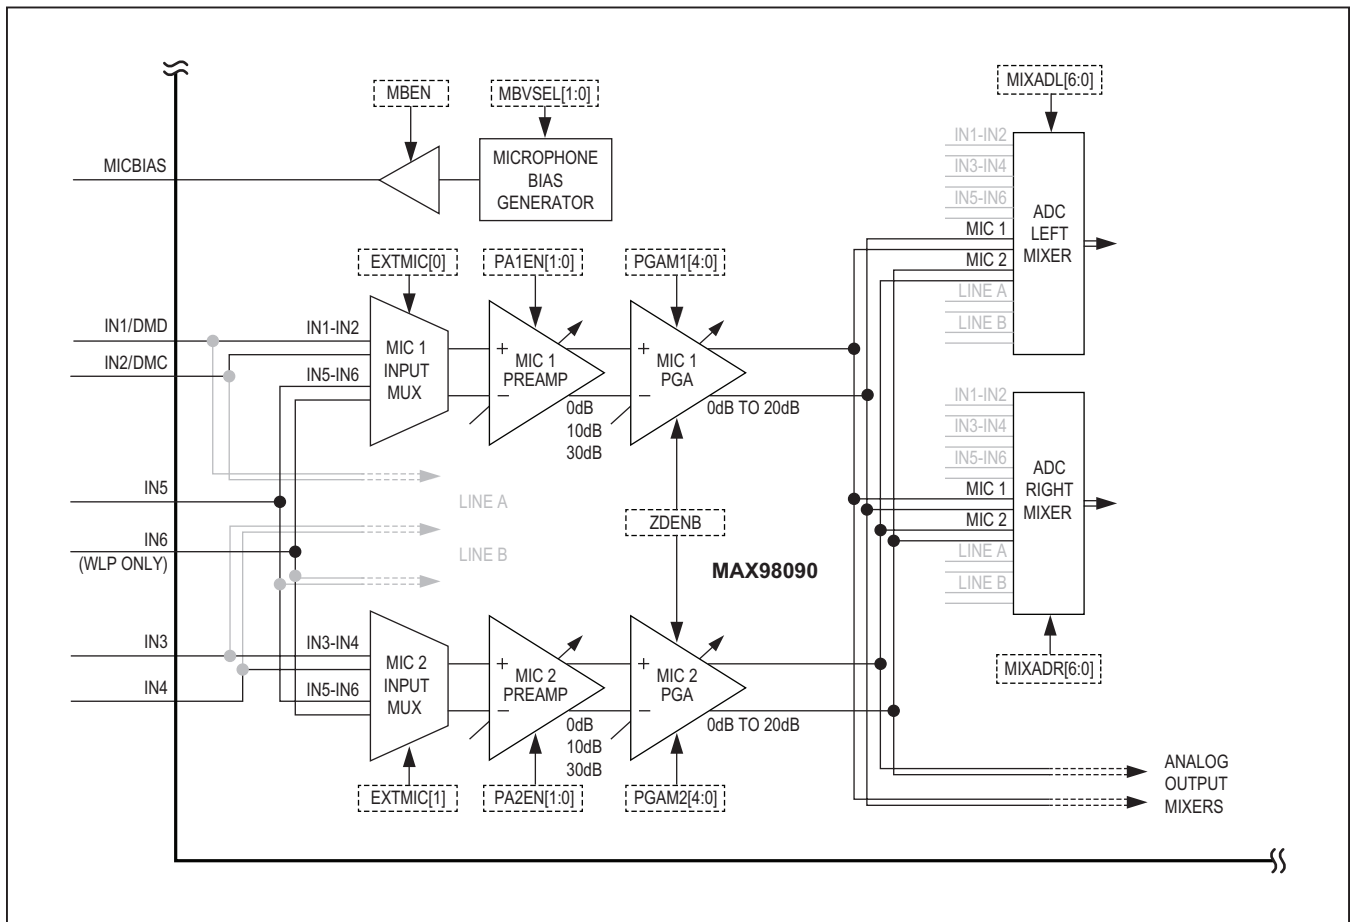 MBEN
MBVSEL[1:0]
MIXADL[6:0]
MICBIAS
MICROPHONE
BIAS
GENERATOR
IN1-IN2
IN3-IN4
IN5-IN6
MIC 1
MIC 2
LINE A
LINE B
ADC
LEFT
MIXER
EXTMIC[0]
PA1EN[1:0]
PGAM1[4:0]
IN1/DMD
IN2/DMC
IN1-IN2
IN5-IN6
MIC 1
INPUT
MUX
+
−
MIC 1
PREAMP
0dB
10dB
30dB
+
−
MIC 1
PGA
0dB TO 20dB
IN5
LINE A
IN6
(WLP ONLY)
LINE B
ZDENB
MAX98090
IN1-IN2
IN3-IN4
IN5-IN6
MIC 1
MIC 2
LINE A
LINE B
ADC
RIGHT
MIXER
MIXADR[6:0]
IN3
IN4
IN3-IN4
IN5-IN6
MIC 2
INPUT
MUX
+
−
MIC 2
PREAMP
0dB
10dB
30dB
+
−
MIC 2
PGA
0dB TO 20dB
EXTMIC[1]
PA2EN[1:0]
PGAM2[4:0]
ANALOG
OUTPUT
MIXERS